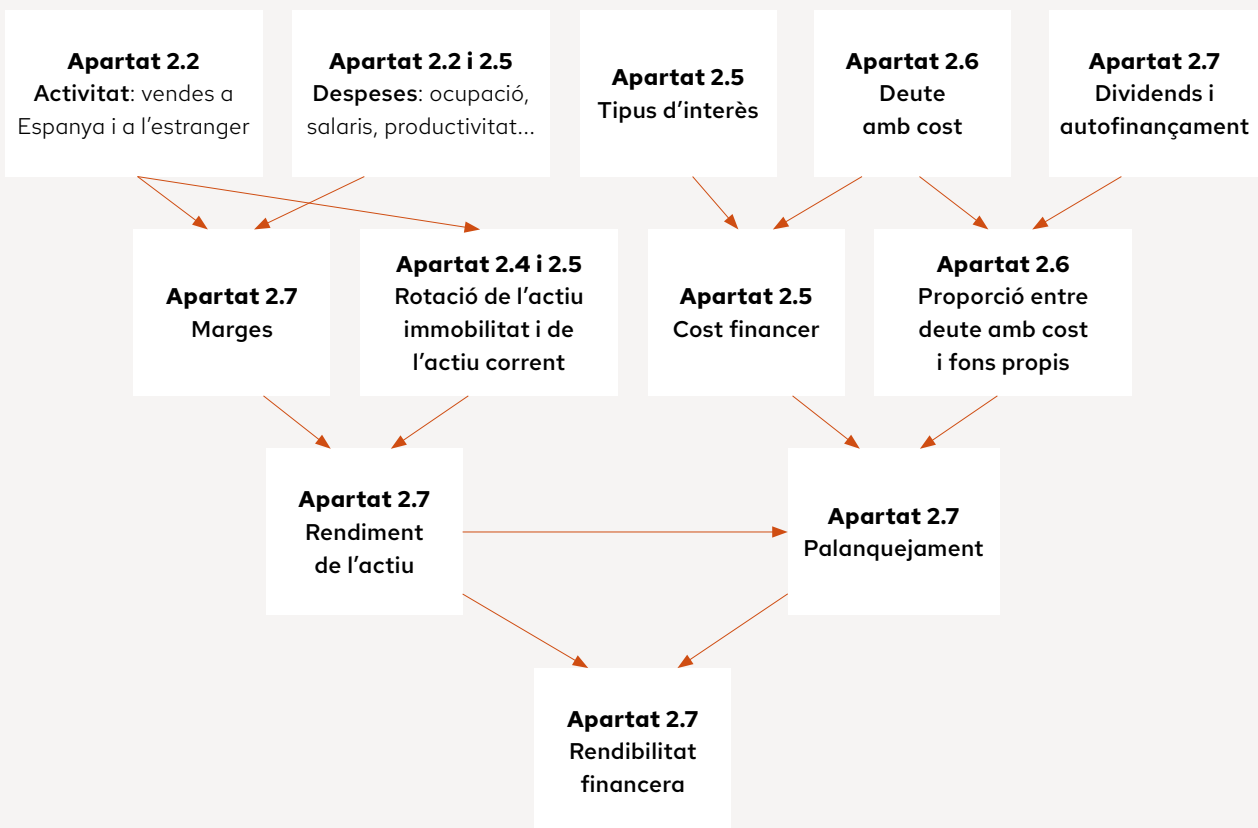 Apartat 2.2
Activitat: vendes a
Espanya i a l'estranger
Apartat 2.2 i 2.5
Despeses: ocupació,
salaris, productivitat...
Apartat 2.5
Tipus d'interès
Apartat 2.6
Deute
amb cost
Apartat 2.7
Dividends i
autofinançament
Apartat 2.7
Marges
Apartat 2.4 i 2.5
Rotació de l'actiu
immobilitat i de
l'actiu corrent
Apartat 2.5
Cost financer
Apartat 2.6
Proporció entre
deute amb cost
i fons propis
Apartat 2.7
Rendiment
de l'actiu
Apartat 2.7
Palanquejament
Apartat 2.7
Rendibilitat
financera